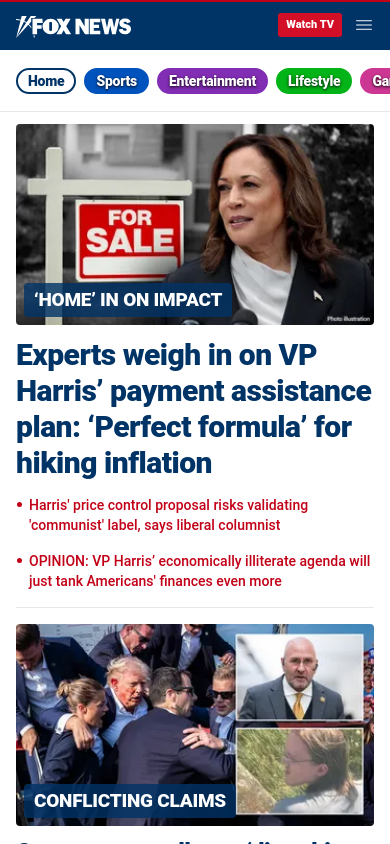 FOX NEWS
Watch TV
Home
Sports
Entertainment
Lifestyle
Ga
FOR
SALE
‘HOME’ IN ON IMPACT
Photo illustration
Experts weigh in on VP
Harris’ payment assistance
plan: ‘Perfect formula’ for
hiking inflation
Harris' price control proposal risks validating
'communist' label, says liberal columnist
OPINION: VP Harris’ economically illiterate agenda will
just tank Americans' finances even more
CONFLICTING CLAIMS